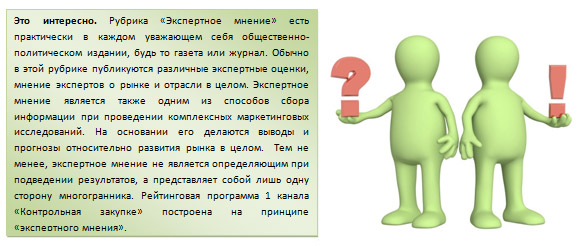 Это интересно. Рубрика «Экспертное мнение» есть
практически в каждом уважающем себя общественно-
политическом издании, будь то газета или журнал. Обычно
в этой рубрике публикуются различные экспертные оценки,
мнение экспертов о рынке и отрасли в целом. Экспертное
мнение является также одним из способов сбора
информации при проведении комплексных маркетинговых
исследований. На основании его делаются выводы и
прогнозы относительно развития рынка в целом. Тем не
менее, экспертное мнение не является определяющим при
подведении результатов, а представляет собой лишь одну
сторону многогранника. Рейтинговая программа 1 канала
«Контрольная закупке» построена на принципе
«экспертного мнения».
? !